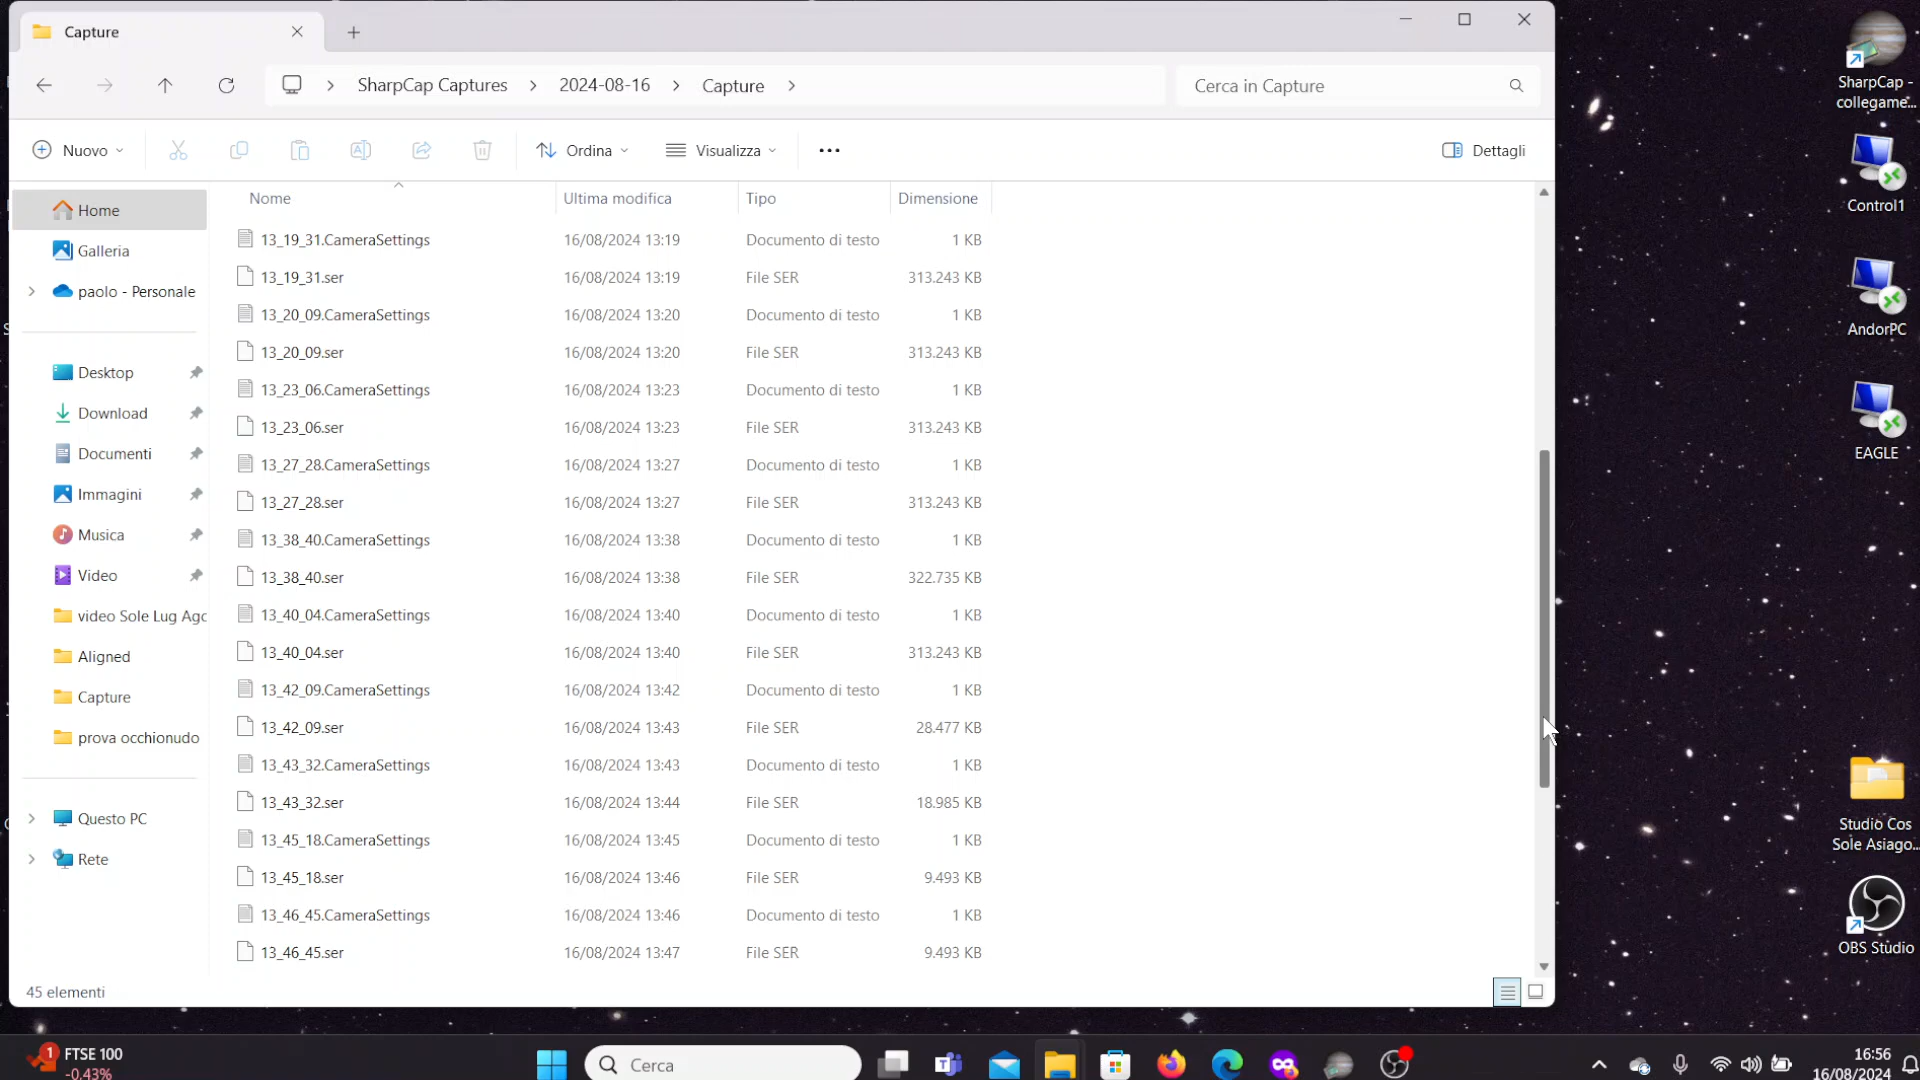 Capture
SharpCap Captures
2024-08-16
Capture
Cerca in Capture
Nuovo
Ordina
Visualizza
Dettagli
Nome Ultima modifica Tipo Dimensione
Home
Galleria
paolo - Personale
Desktop
Download
Documenti
Immagini
Musica
Video
video Sole Lug Ago
Aligned
Capture
prova occhionudo
Questo PC
Rete
13_19_31.CameraSettings 16/08/2024 13:19 Documento di testo 1 KB
13_19_31.ser 16/08/2024 13:19 File SER 313.243 KB
13_20_09.CameraSettings 16/08/2024 13:20 Documento di testo 1 KB
13_20_09.ser 16/08/2024 13:20 File SER 313.243 KB
13_23_06.CameraSettings 16/08/2024 13:23 Documento di testo 1 KB
13_23_06.ser 16/08/2024 13:23 File SER 313.243 KB
13_27_28.CameraSettings 16/08/2024 13:27 Documento di testo 1 KB
13_27_28.ser 16/08/2024 13:27 File SER 313.243 KB
13_38_40.CameraSettings 16/08/2024 13:38 Documento di testo 1 KB
13_38_40.ser 16/08/2024 13:38 File SER 322.735 KB
13_40_04.CameraSettings 16/08/2024 13:40 Documento di testo 1 KB
13_40_04.ser 16/08/2024 13:40 File SER 313.243 KB
13_42_09.CameraSettings 16/08/2024 13:42 Documento di testo 1 KB
13_42_09.ser 16/08/2024 13:43 File SER 28.477 KB
13_43_32.CameraSettings 16/08/2024 13:43 Documento di testo 1 KB
13_43_32.ser 16/08/2024 13:44 File SER 18.985 KB
13_45_18.CameraSettings 16/08/2024 13:45 Documento di testo 1 KB
13_45_18.ser 16/08/2024 13:46 File SER 9.493 KB
13_46_45.CameraSettings 16/08/2024 13:46 Documento di testo 1 KB
13_46_45.ser 16/08/2024 13:47 File SER 9.493 KB
45 elementi
SharpCap -
collegame...
Control1
AndorPC
EAGLE
Studio Cos
Sole Asiago...
OBS Studio
1
FTSE 100
-0,43%
Cerca
16:56
16/08/2024